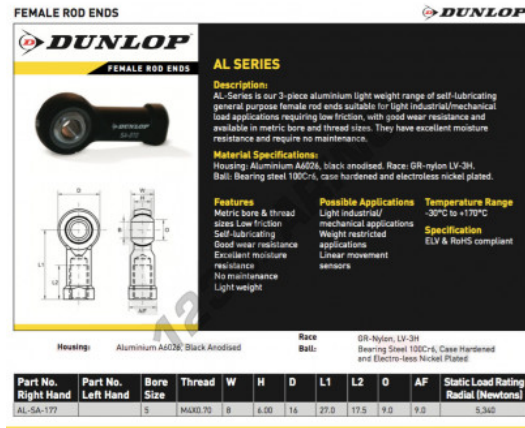 FEMALE ROD ENDS
DUNLOP
DUNLOP
FEMALE ROD ENDS
AL SERIES
Description:
AL-Series is our 3-piece aluminium light weight range of self-lubricating
general purpose female rod ends suitable for light industrial/mechanical
load applications requiring low friction, with good wear resistance and
available in metric bore and thread sizes. They have excellent moisture
resistance and require no maintenance.
Material Specifications:
Housing: Aluminium A6026, black anodised. Race: GR-nylon LV-3H.
Ball: Bearing steel 100Cr6, case hardened and electroless nickel plated.
DUNLOP
Features
Metric bore & thread
sizes Low friction
Self-lubricating
Good wear resistance
Excellent moisture
resistance
No maintenance
Light weight
Possible Applications
Light industrial/
mechanical applications
Weight restricted
applications
Linear movement
sensors
Temperature Range
-30°C to +170°C
Specification
ELV & RoHS compliant
D
W
H
B
O
L1
L2
AF
Housing: Aluminium A6026, Black Anodised
Race GR-Nylon, LV-3H
Ball: Bearing Steel 100Cr6, Case Hardened
and Electro-less Nickel Plated
Part No. Right Hand Part No. Left Hand Bore Size Thread W H D L1 L2 O AF Static Load Rating Radial (Newtons)
AL-SA-177 5 M4X0.70 8 6.00 16 27.0 17.5 9.0 9.0 5,340